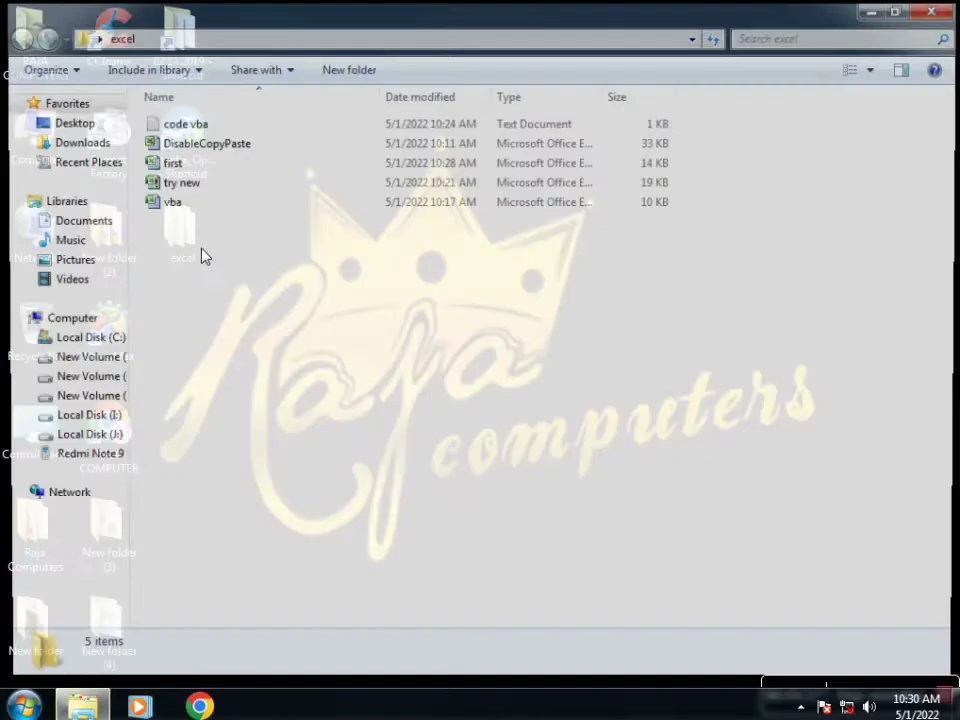 excel
Search excel
Organize
Include in library
Share with
New folder
Name
Date modified
Type
Size
Favorites
Desktop
Downloads
Recent Places
Libraries
Documents
Music
Pictures
Videos
Computer
Local Disk (C:)
New Volume (
New Volume (
New Volume (
Local Disk (I:)
Local Disk (J:)
Redmi Note 9
Network
code vba 5/1/2022 10:24 AM Text Document 1 KB
DisableCopyPaste 5/1/2022 10:11 AM Microsoft Office E... 33 KB
first 5/1/2022 10:28 AM Microsoft Office E... 14 KB
try new 5/1/2022 10:21 AM Microsoft Office E... 19 KB
vba 5/1/2022 10:17 AM Microsoft Office E... 10 KB
excel
Raja
computers
COMPUTER
Raja
Computers
New folder
(3)
New folder
New folder
(4)
5 items
10:30 AM
5/1/2022